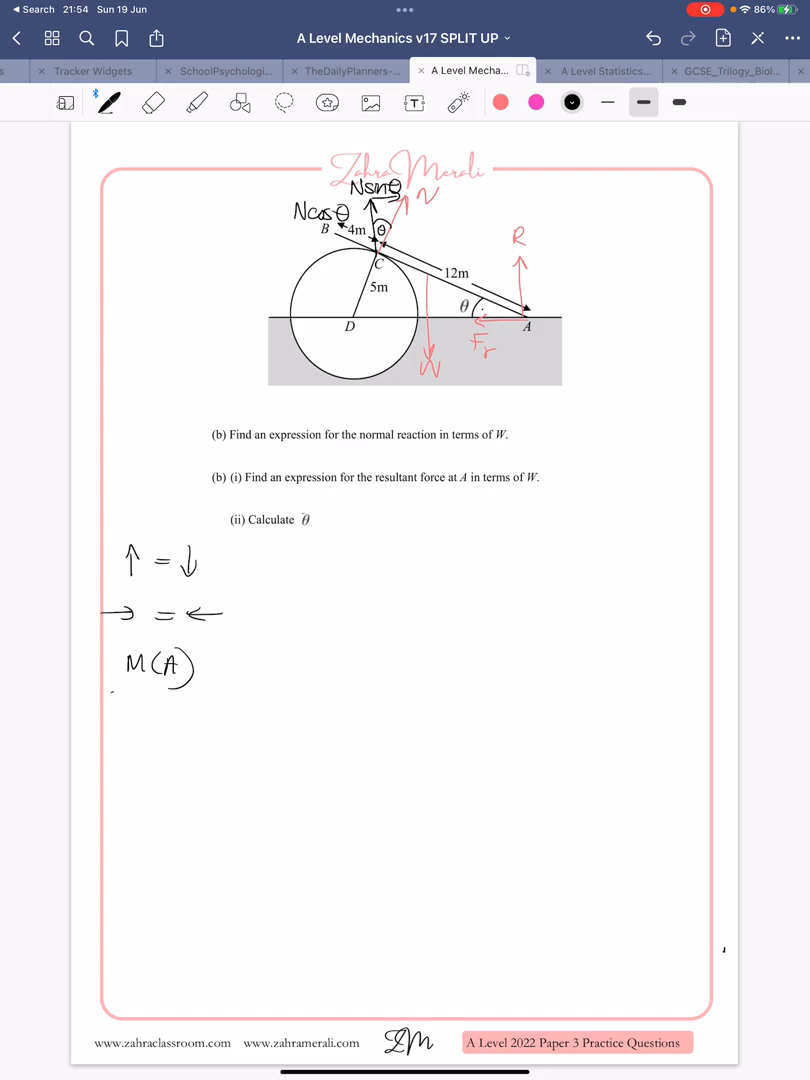 Search 21:54 Sun 19 Jun 86%
A Level Mechanics v17 SPLIT UP
s Tracker Widgets SchoolPsychologi... TheDailyPlanners-... A Level Mecha... A Level Statistics... GCSE_Trilogy_Biol...
T
Zahra Merali
Nsinθ
N
Ncosθ
B 4m θ
R
C
12m
5m
θ
D
A
Fr
W
(b) Find an expression for the normal reaction in terms of W.
(b) (i) Find an expression for the resultant force at A in terms of W.
(ii) Calculate θ
↑ = ↓
→ = ←
M(A)
www.zahraclassroom.com www.zahramerali.com ZM A Level 2022 Paper 3 Practice Questions